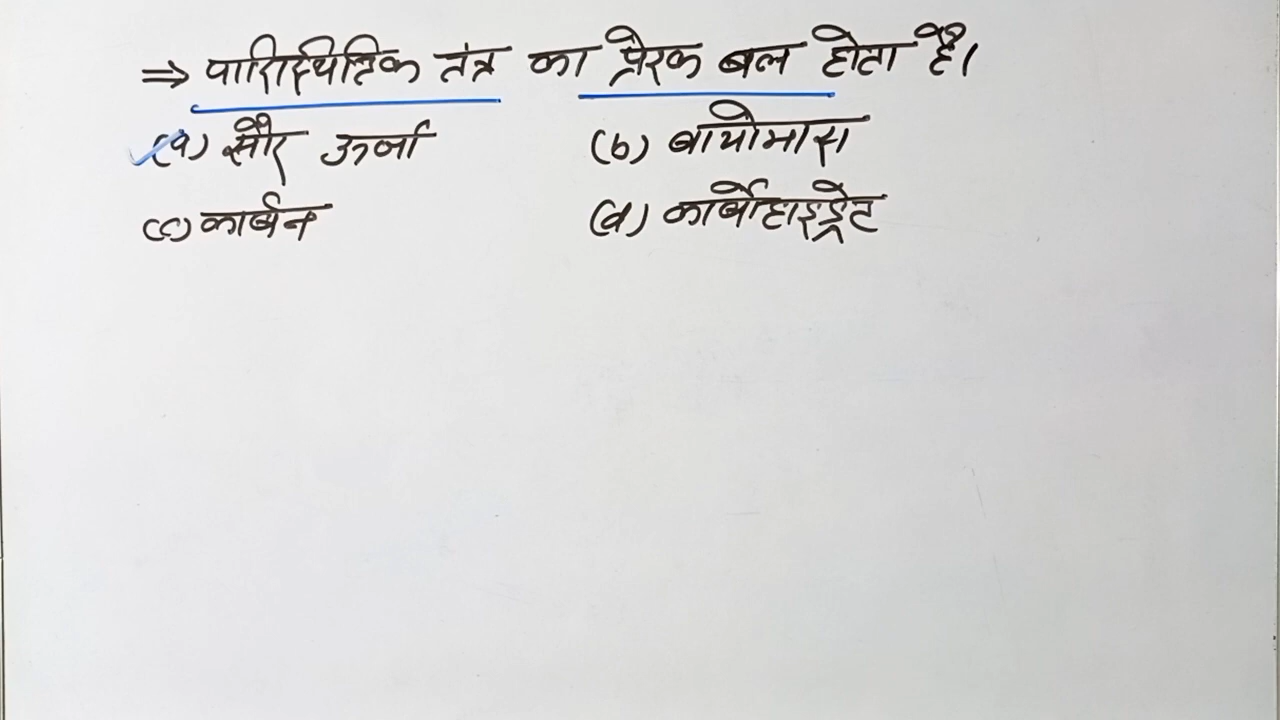 ⇒ पारिस्थितिक तंत्र का प्रेरक बल होता है।
(a) सौर ऊर्जा (b) बायोमास
(c) कार्बन (d) कार्बोहाइड्रेट